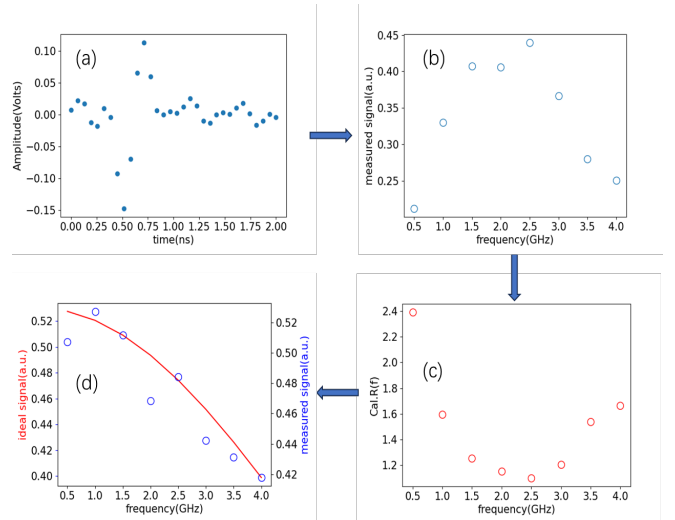 (a)
0.10
0.05
0.00
−0.05
−0.10
−0.15
Amplitude(Volts)
0.00 0.25 0.50 0.75 1.00 1.25 1.50 1.75 2.00
time(ns)
(b)
0.45
0.40
0.35
0.30
0.25
measured signal(a.u.)
0.5 1.0 1.5 2.0 2.5 3.0 3.5 4.0
frequency(GHz)
(d)
0.52
0.50
0.48
0.46
0.44
0.42
0.40
ideal signal(a.u.)
0.52
0.50
0.48
0.46
0.44
0.42
measured signal(a.u.)
0.5 1.0 1.5 2.0 2.5 3.0 3.5 4.0
frequency(GHz)
(c)
2.4
2.2
2.0
1.8
1.6
1.4
1.2
Cal.R(f)
0.5 1.0 1.5 2.0 2.5 3.0 3.5 4.0
frequency(GHz)